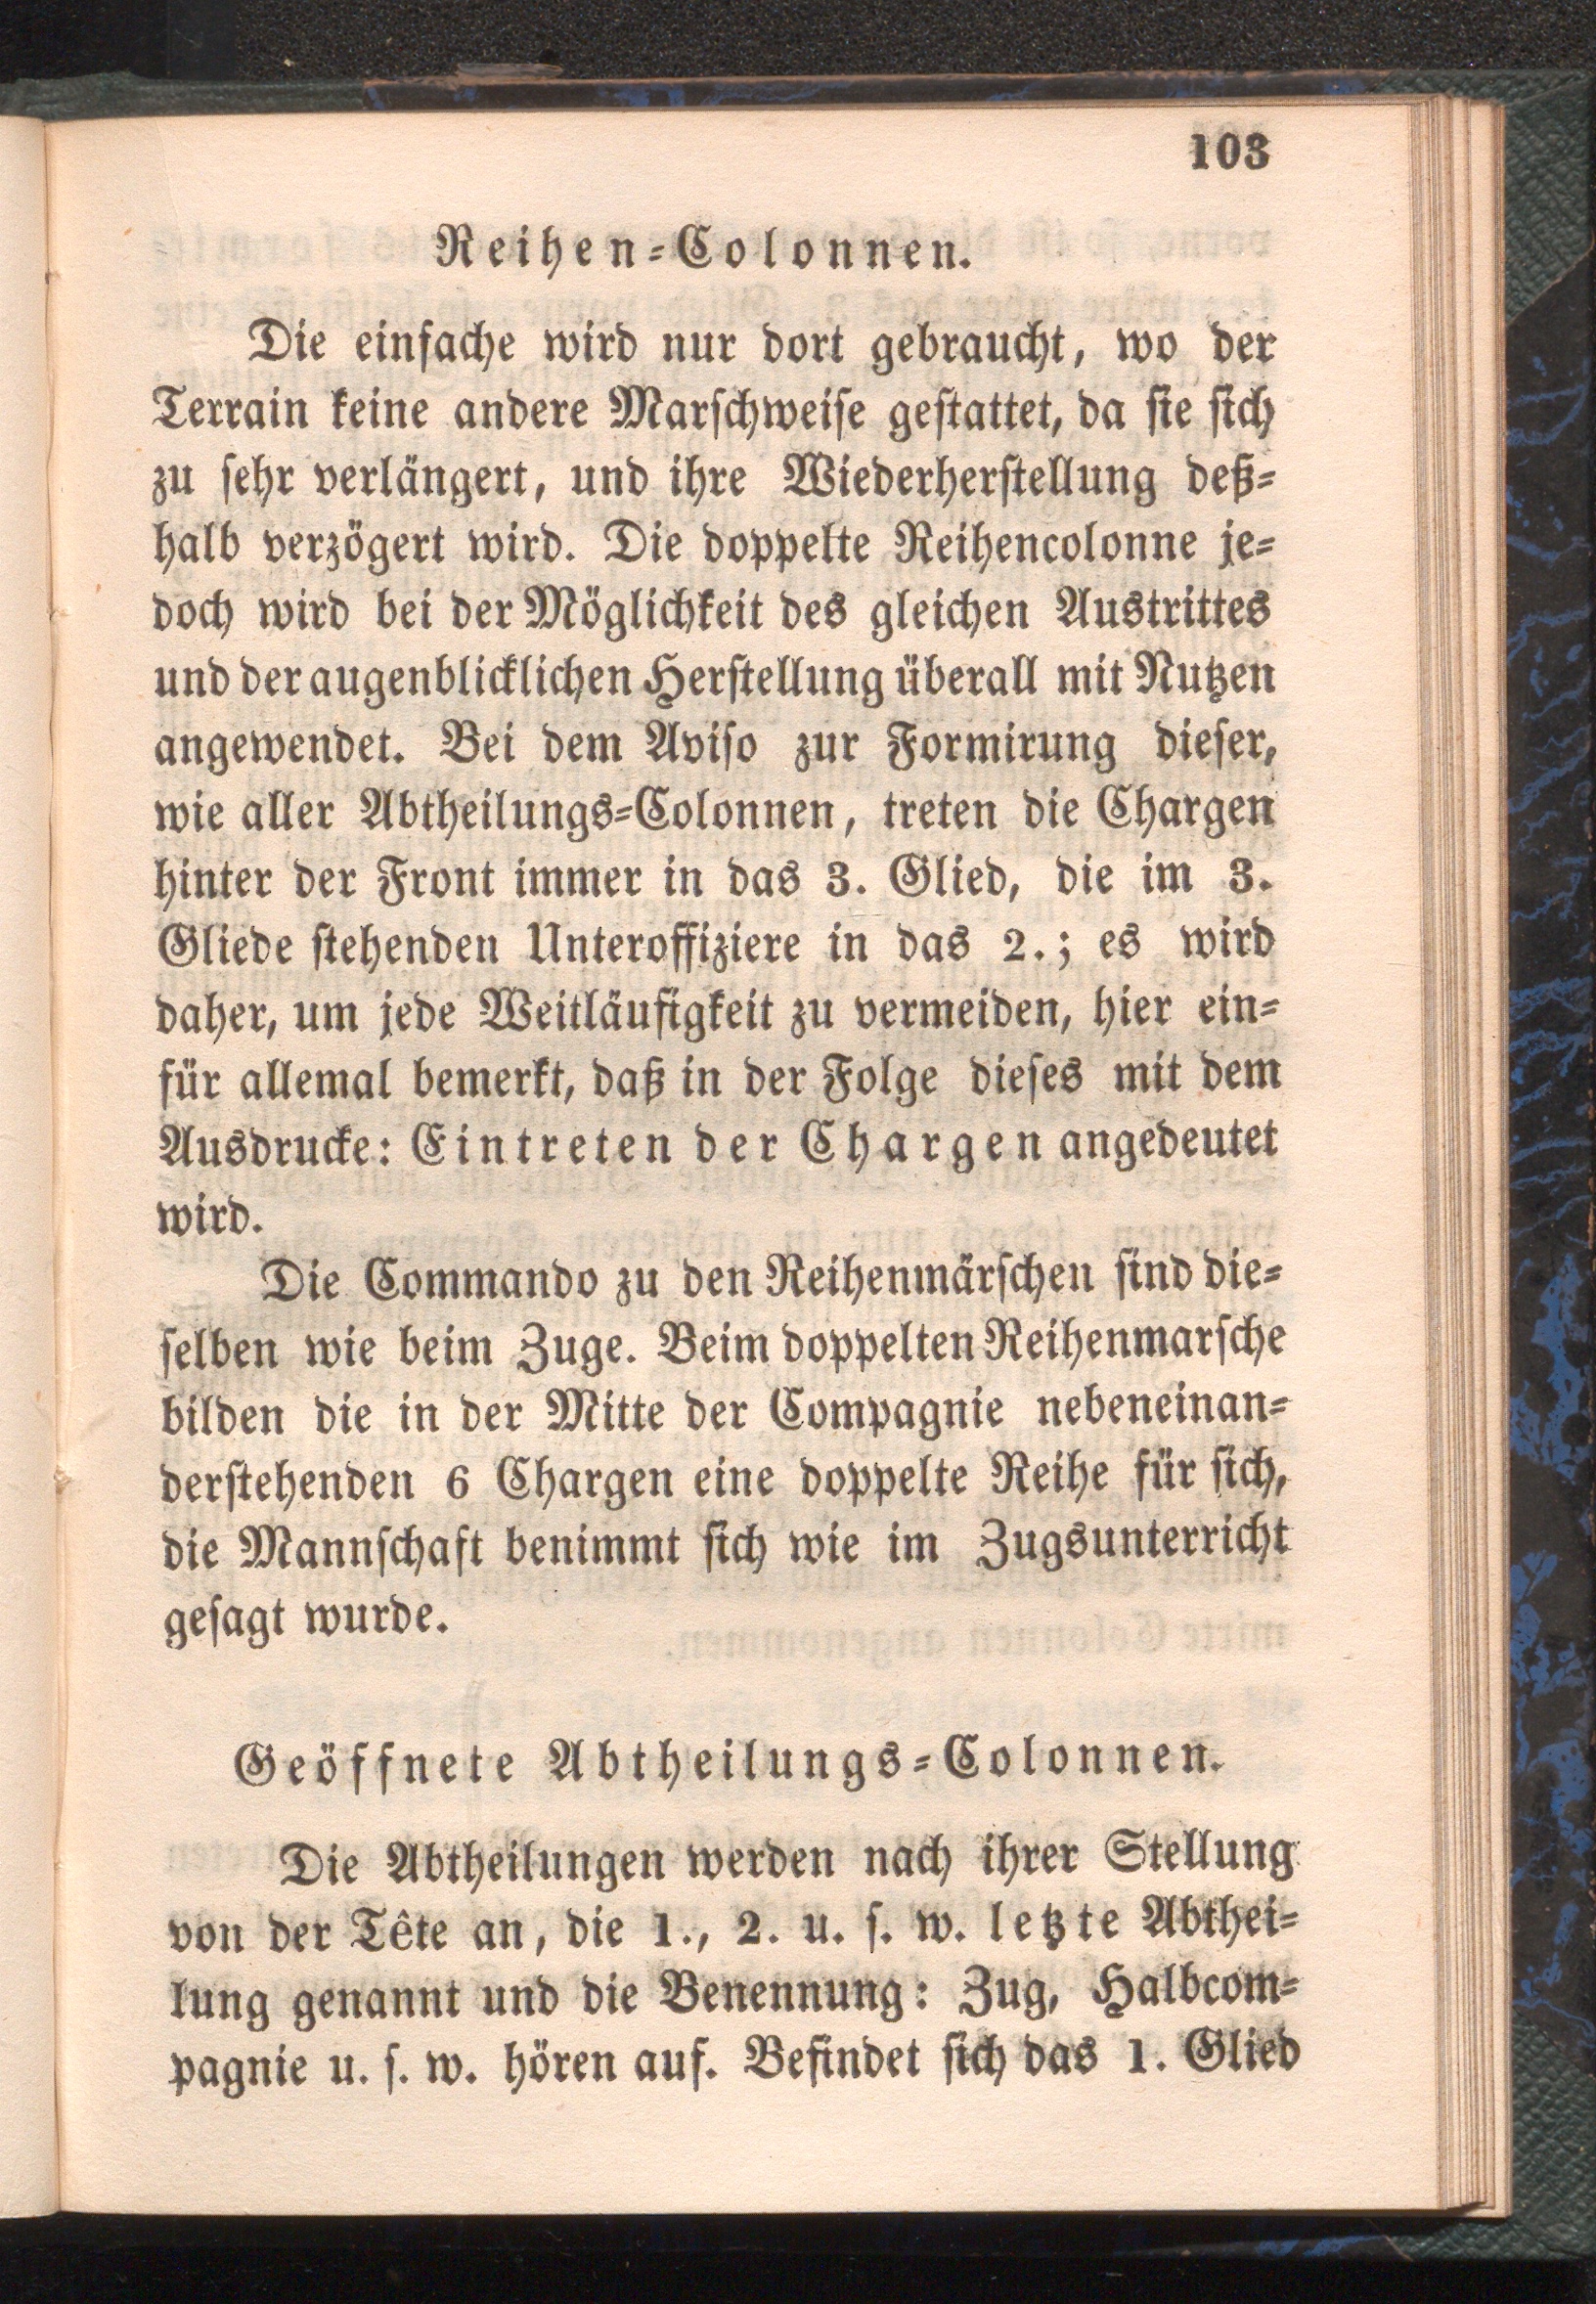 103
Reihen-Colonnen.
Die einfache wird nur dort gebraucht, wo der
Terrain keine andere Marschweise gestattet, da sie sich
zu sehr verlängert, und ihre Wiederherstellung deß-
halb verzögert wird. Die doppelte Reihencolonne je-
doch wird bei der Möglichkeit des gleichen Austrittes
und der augenblicklichen Herstellung überall mit Nutzen
angewendet. Bei dem Aviso zur Formirung dieser,
wie aller Abtheilungs-Colonnen, treten die Chargen
hinter der Front immer in das 3. Glied, die im 3.
Gliede stehenden Unteroffiziere in das 2.; es wird
daher, um jede Weitläufigkeit zu vermeiden, hier ein-
für allemal bemerkt, daß in der Folge dieses mit dem
Ausdrucke: Eintreten der Chargen angedeutet
wird.
Die Commando zu den Reihenmärschen sind die-
selben wie beim Zuge. Beim doppelten Reihenmarsche
bilden die in der Mitte der Compagnie nebeneinan-
derstehenden 6 Chargen eine doppelte Reihe für sich,
die Mannschaft benimmt sich wie im Zugsunterricht
gesagt wurde.
Geöffnete Abtheilungs-Colonnen.
Die Abtheilungen werden nach ihrer Stellung
von der Tête an, die 1., 2. u. s. w. letzte Abthei-
lung genannt und die Benennung: Zug, Halbcom-
pagnie u. s. w. hören auf. Befindet sich das 1. Glied